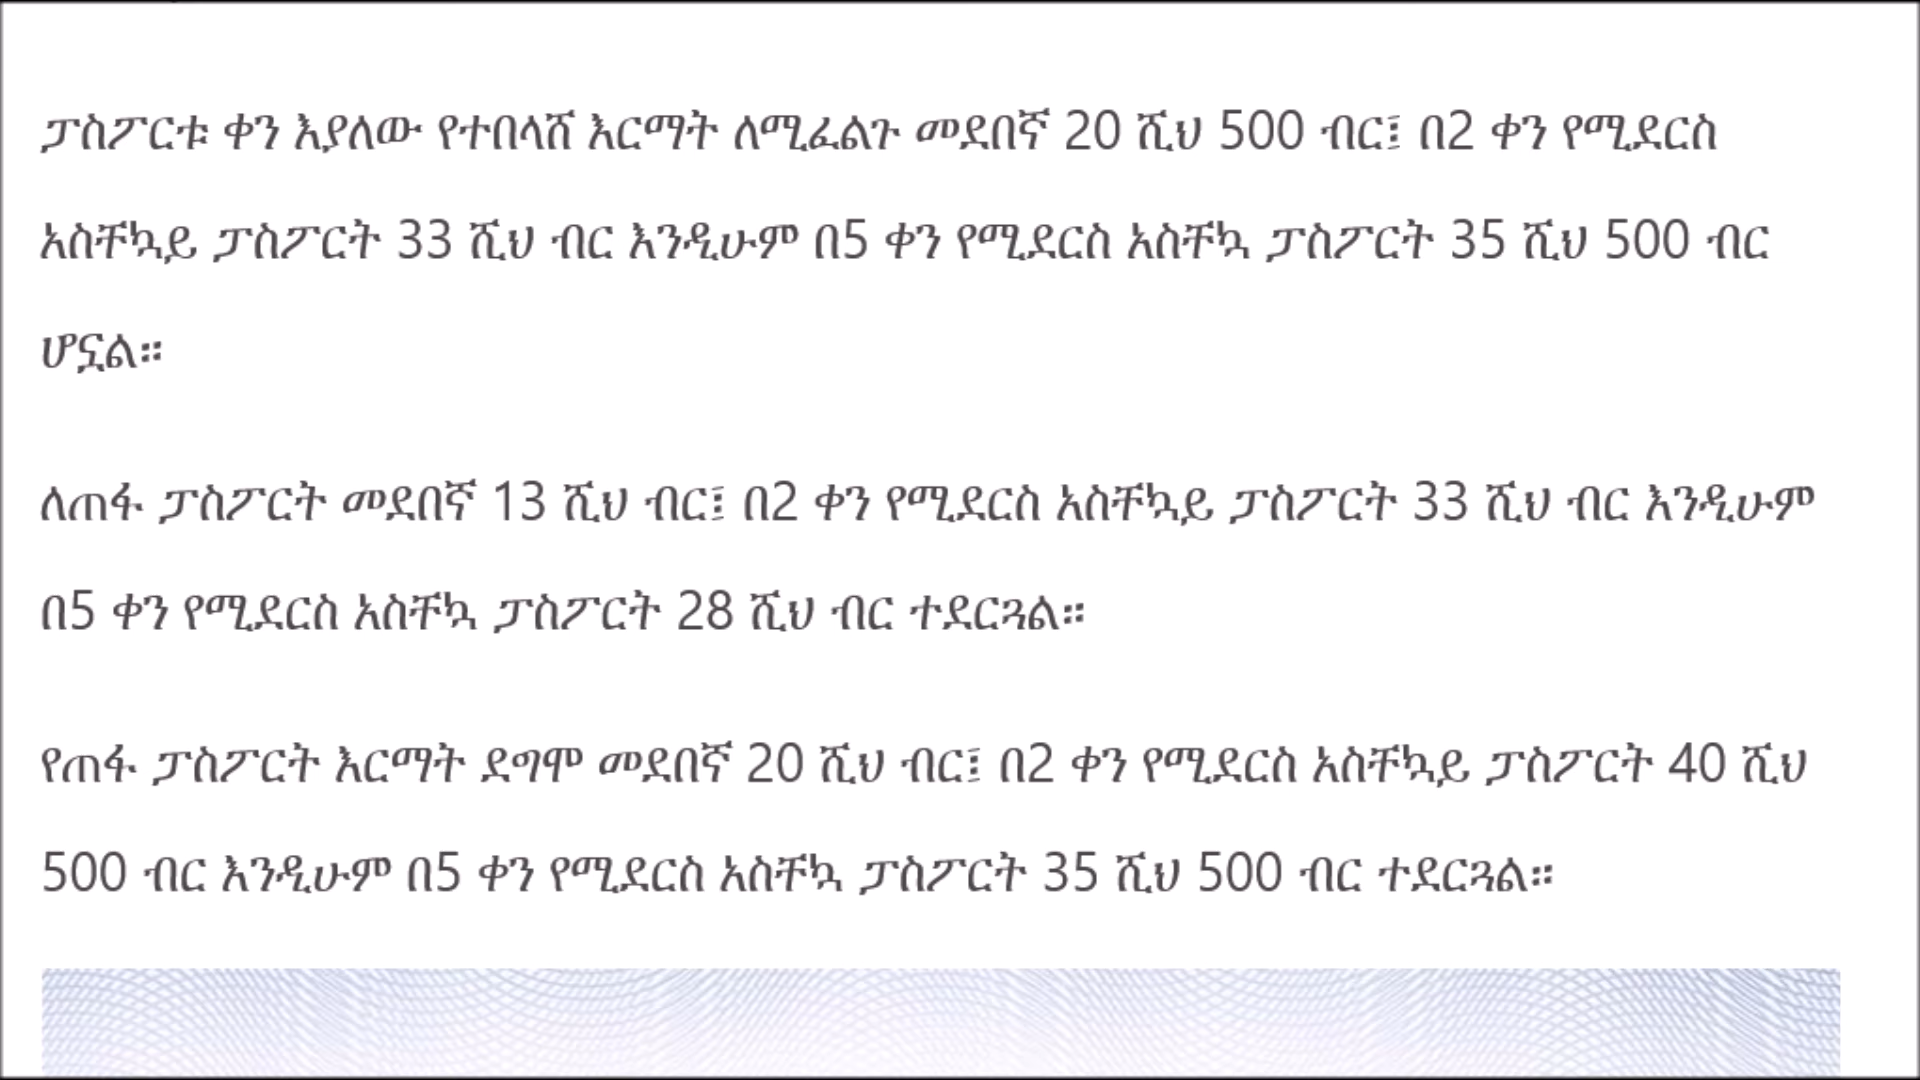 ፓስፖርቱ ቀን እያለው የተበላሸ እርማት ለሚፈልጉ መደበኛ 20 ሺህ 500 ብር፤ በ2 ቀን የሚደርስ
አስቸኳይ ፓስፖርት 33 ሺህ ብር እንዲሁም በ5 ቀን የሚደርስ አስቸኳ ፓስፖርት 35 ሺህ 500 ብር
ሆኗል።
ለጠፋ ፓስፖርት መደበኛ 13 ሺህ ብር፤ በ2 ቀን የሚደርስ አስቸኳይ ፓስፖርት 33 ሺህ ብር እንዲሁም
በ5 ቀን የሚደርስ አስቸኳ ፓስፖርት 28 ሺህ ብር ተደርጓል።
የጠፋ ፓስፖርት እርማት ደግሞ መደበኛ 20 ሺህ ብር፤ በ2 ቀን የሚደርስ አስቸኳይ ፓስፖርት 40 ሺህ
500 ብር እንዲሁም በ5 ቀን የሚደርስ አስቸኳ ፓስፖርት 35 ሺህ 500 ብር ተደርጓል።